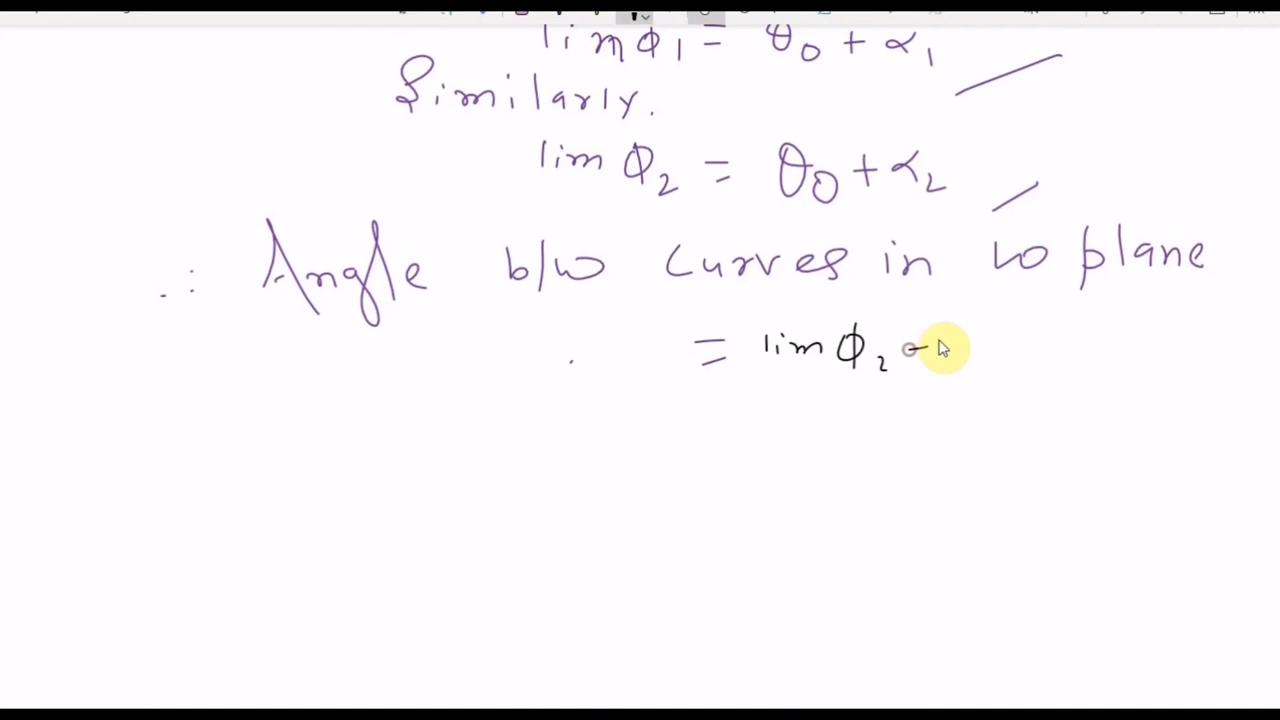 lim ϕ1 = θ0 + α1
Similarly.
lim ϕ2 = θ0 + α2
∴ Angle b/w curves in w plane
= lim ϕ2 -